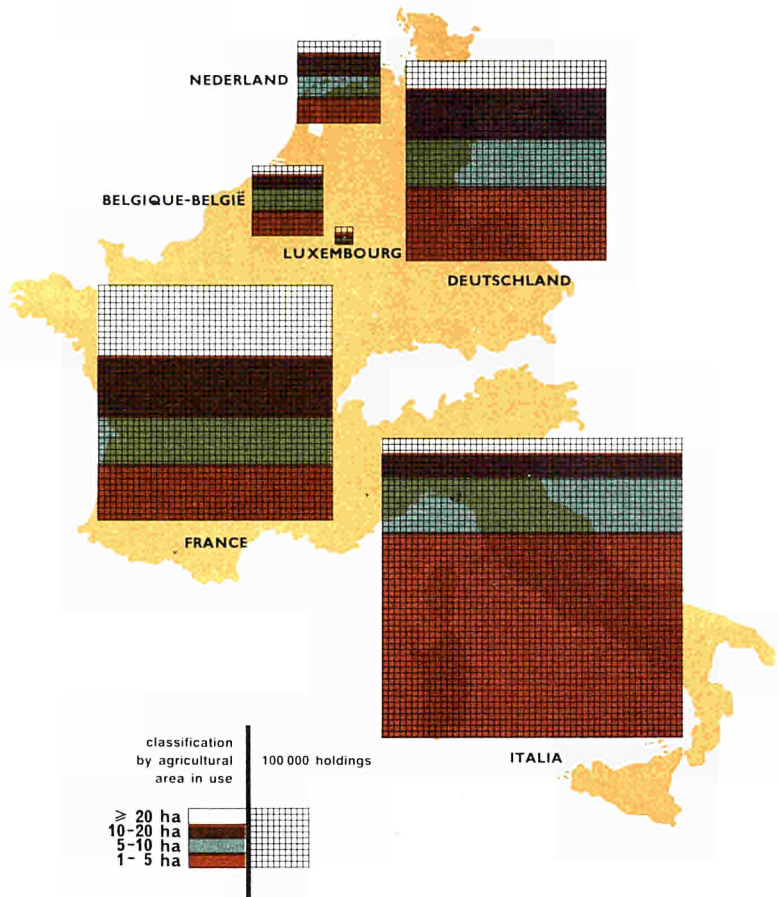 NEDERLAND
BELGIQUE-BELGIË
LUXEMBOURG
DEUTSCHLAND
FRANCE
ITALIA
classification
by agricultural
area in use
100 000 holdings
⩾ 20 ha
10-20 ha
5-10 ha
1- 5 ha